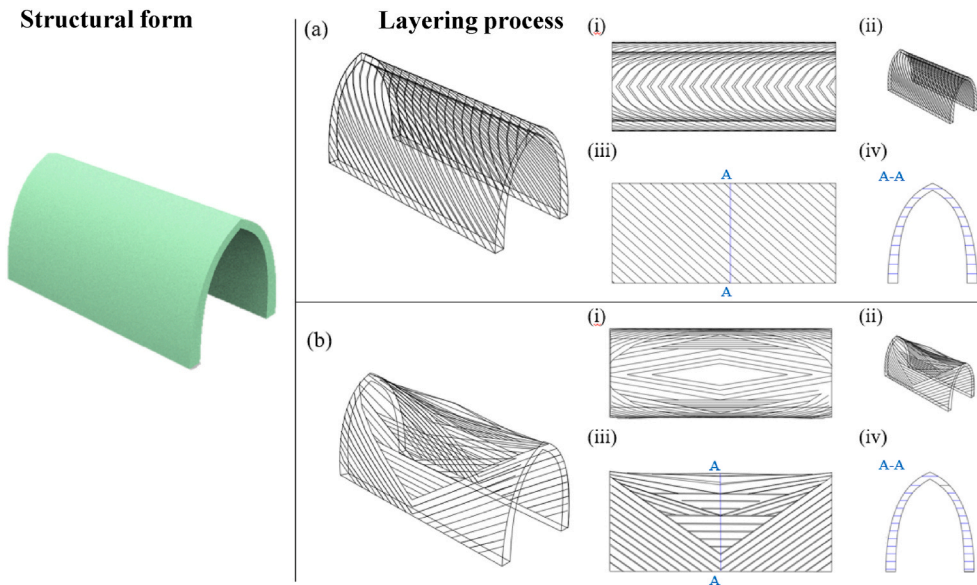 Structural form
Layering process
(a)
(i)
(ii)
(iii)
(iv)
A
A-A
A
(b)
(i)
(ii)
(iii)
(iv)
A
A-A
A